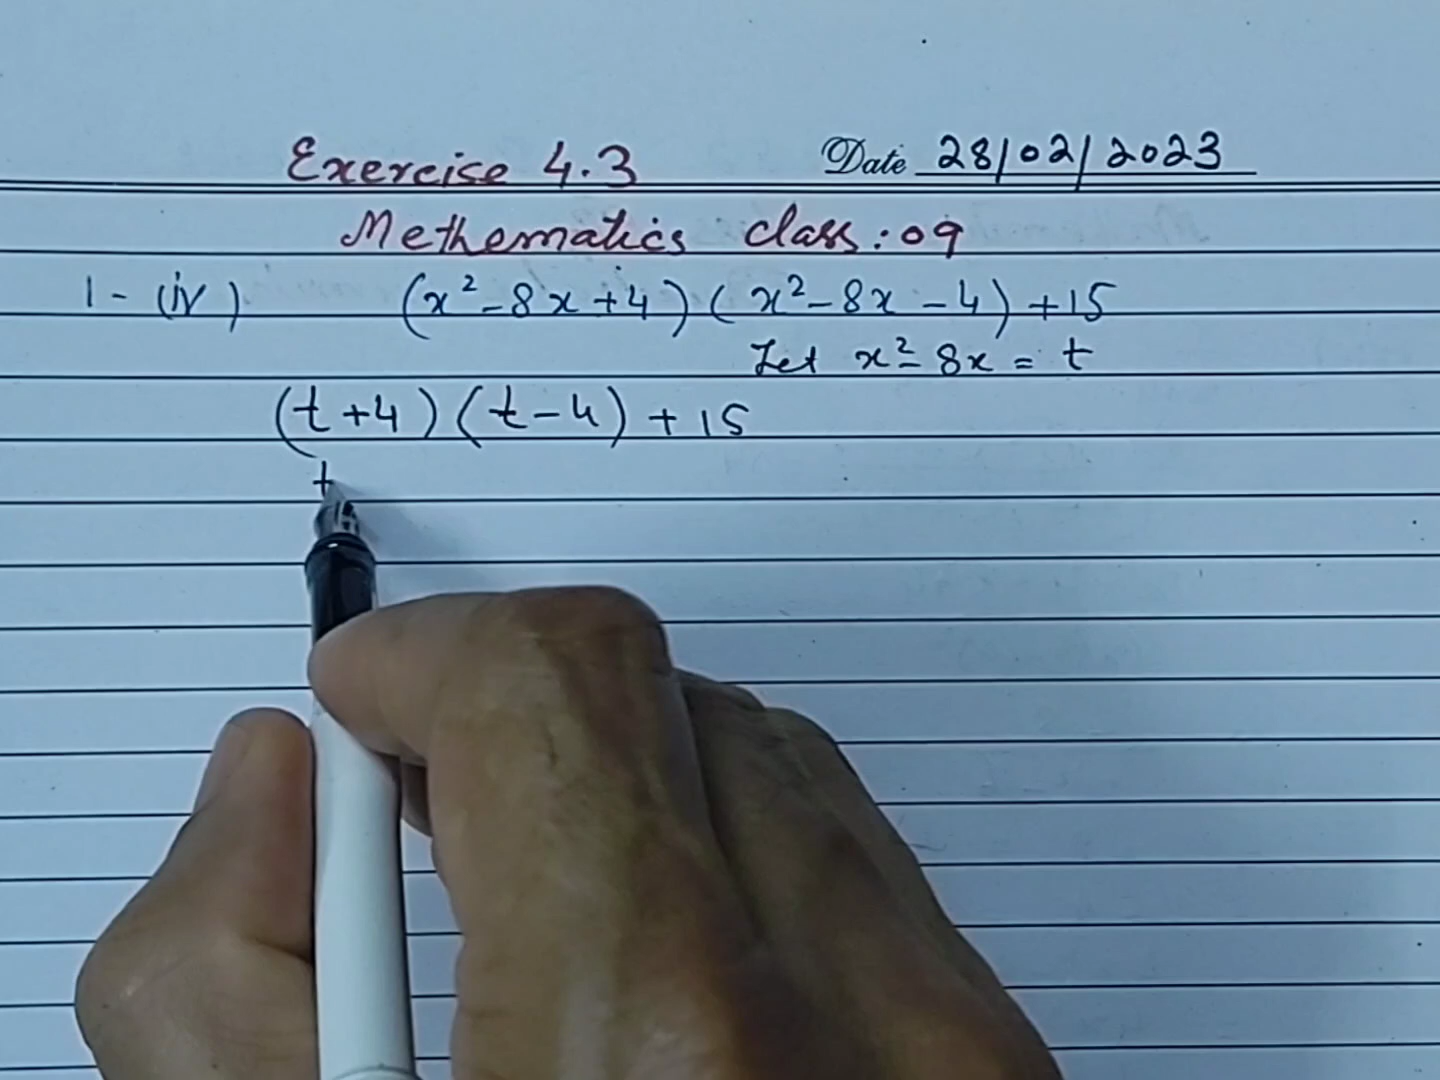 Exercise 4.3 Date 28/02/2023
Methematics class: 09
1- (iv) (x²-8x+4)(x²-8x-4)+15
Let x²-8x = t
(t+4)(t-4)+15
t